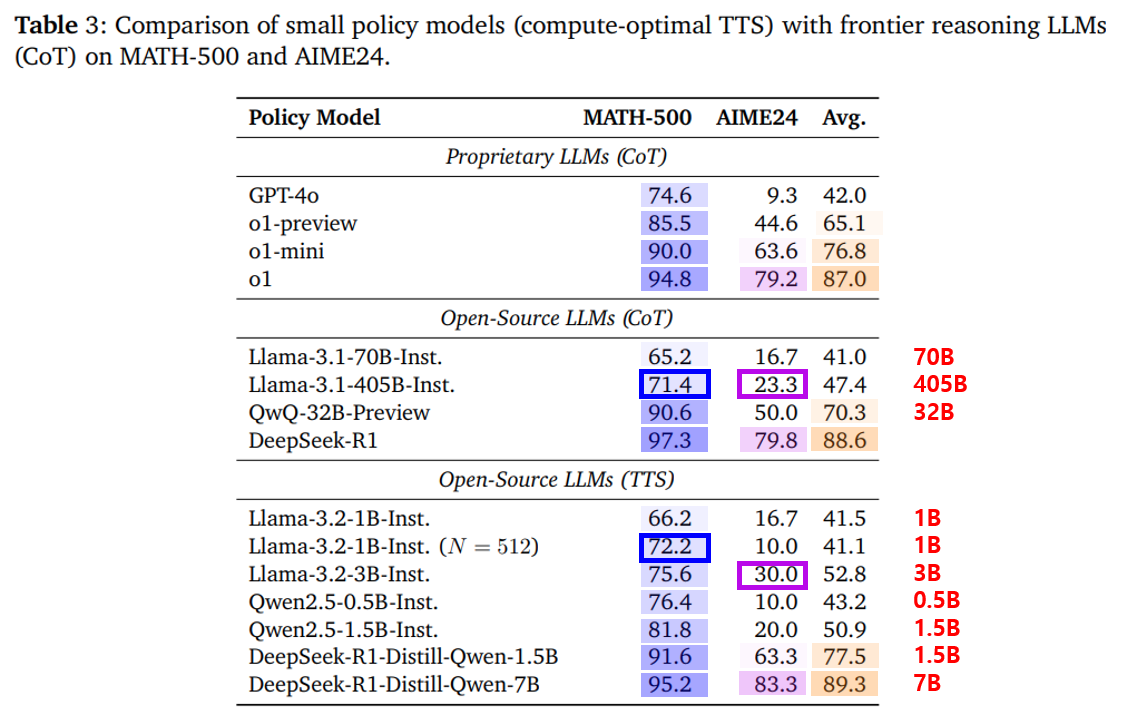 Table 3: Comparison of small policy models (compute-optimal TTS) with frontier reasoning LLMs
(CoT) on MATH-500 and AIME24.
Policy Model MATH-500 AIME24 Avg.
Proprietary LLMs (CoT)
GPT-4o 74.6 9.3 42.0
o1-preview 85.5 44.6 65.1
o1-mini 90.0 63.6 76.8
o1 94.8 79.2 87.0
Open-Source LLMs (CoT)
Llama-3.1-70B-Inst. 65.2 16.7 41.0 70B
Llama-3.1-405B-Inst. 71.4 23.3 47.4 405B
QwQ-32B-Preview 90.6 50.0 70.3 32B
DeepSeek-R1 97.3 79.8 88.6
Open-Source LLMs (TTS)
Llama-3.2-1B-Inst. 66.2 16.7 41.5 1B
Llama-3.2-1B-Inst. (N = 512) 72.2 10.0 41.1 1B
Llama-3.2-3B-Inst. 75.6 30.0 52.8 3B
Qwen2.5-0.5B-Inst. 76.4 10.0 43.2 0.5B
Qwen2.5-1.5B-Inst. 81.8 20.0 50.9 1.5B
DeepSeek-R1-Distill-Qwen-1.5B 91.6 63.3 77.5 1.5B
DeepSeek-R1-Distill-Qwen-7B 95.2 83.3 89.3 7B